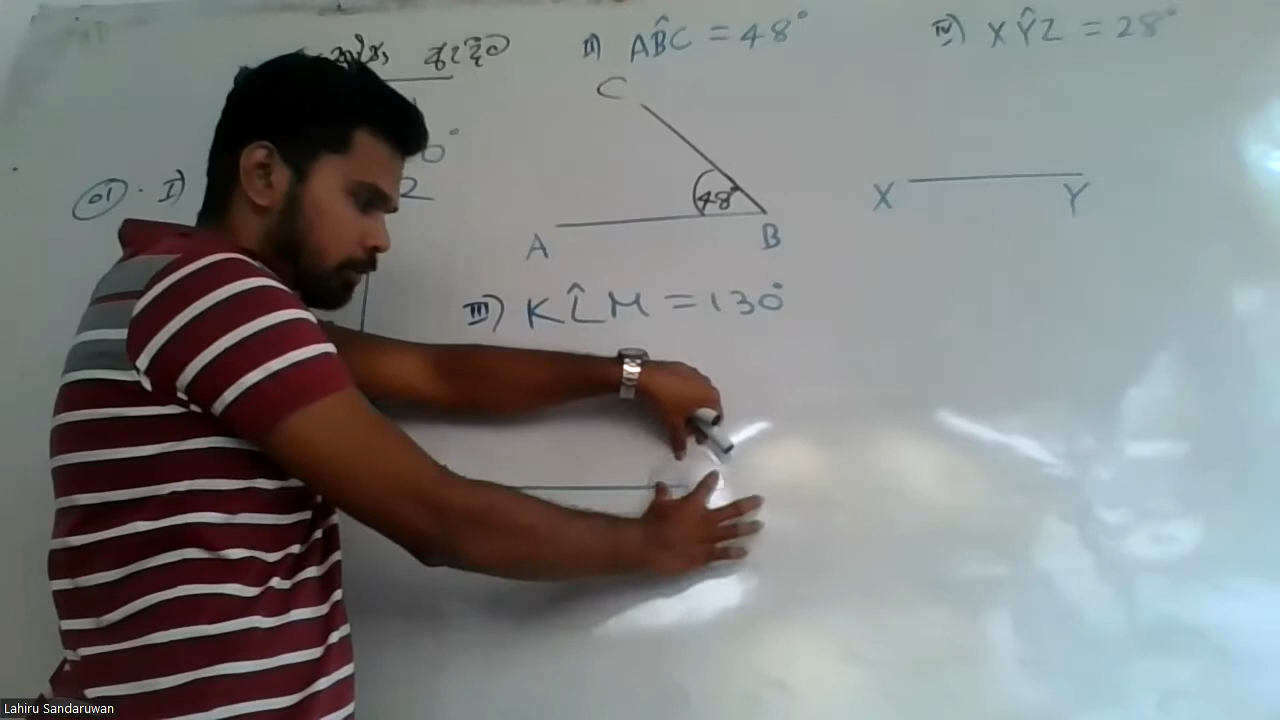 II) AB̂C = 48°
IV) XŶZ = 28°
C
01. I)
48°
A
B
X
Y
III) KL̂M = 130°
Lahiru Sandaruwan